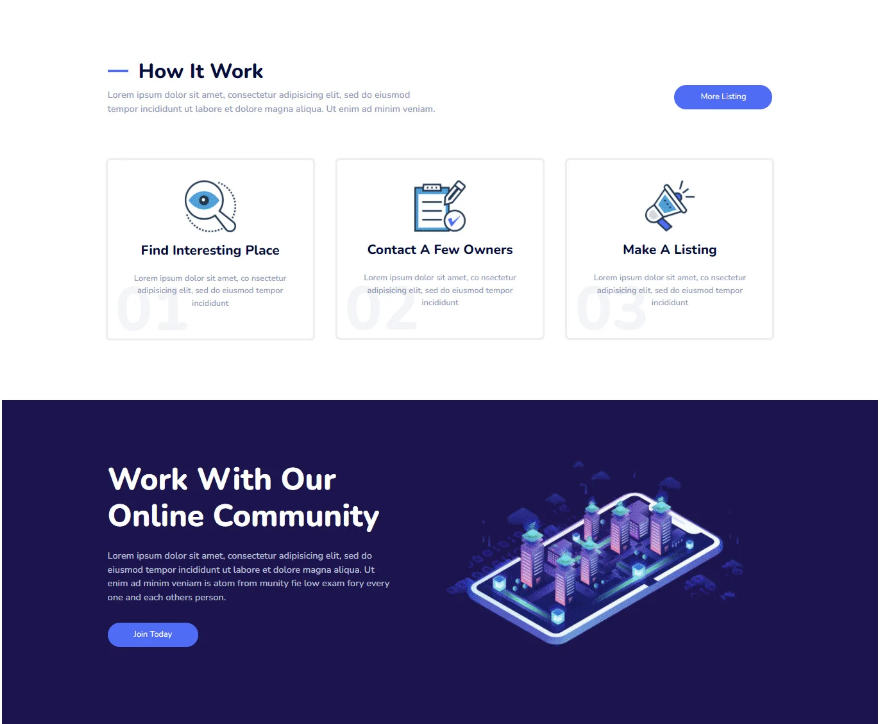 How It Work
Lorem ipsum dolor sit amet, consectetur adipisicing elit, sed do eiusmod
tempor incididunt ut labore et dolore magna aliqua. Ut enim ad minim veniam.
More Listing
Find Interesting Place
Lorem ipsum dolor sit amet, co nsectetur
adipisicing elit, sed do eiusmod tempor
incididunt
01
Contact A Few Owners
Lorem ipsum dolor sit amet, co nsectetur
adipisicing elit, sed do eiusmod tempor
incididunt
02
Make A Listing
Lorem ipsum dolor sit amet, co nsectetur
adipisicing elit, sed do eiusmod tempor
incididunt
03
Work With Our
Online Community
Lorem ipsum dolor sit amet, consectetur adipisicing elit, sed do
eiusmod tempor incididunt ut labore et dolore magna aliqua. Ut
enim ad minim veniam is atom from munity fie low exam fory every
one and each others person.
Join Today